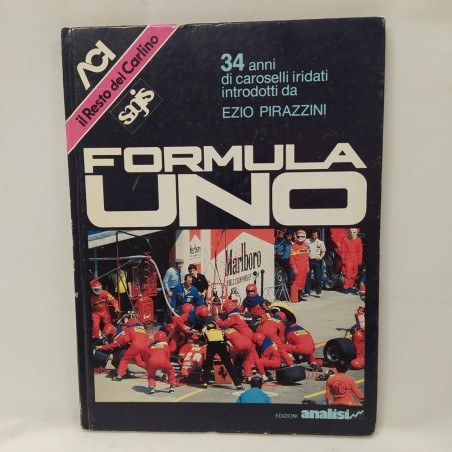 ACI
il Resto del Carlino
sagis
34 anni
di caroselli iridati
introdotti da
EZIO PIRAZZINI
FORMULA
UNO
Marlboro
EDIZIONI analisi